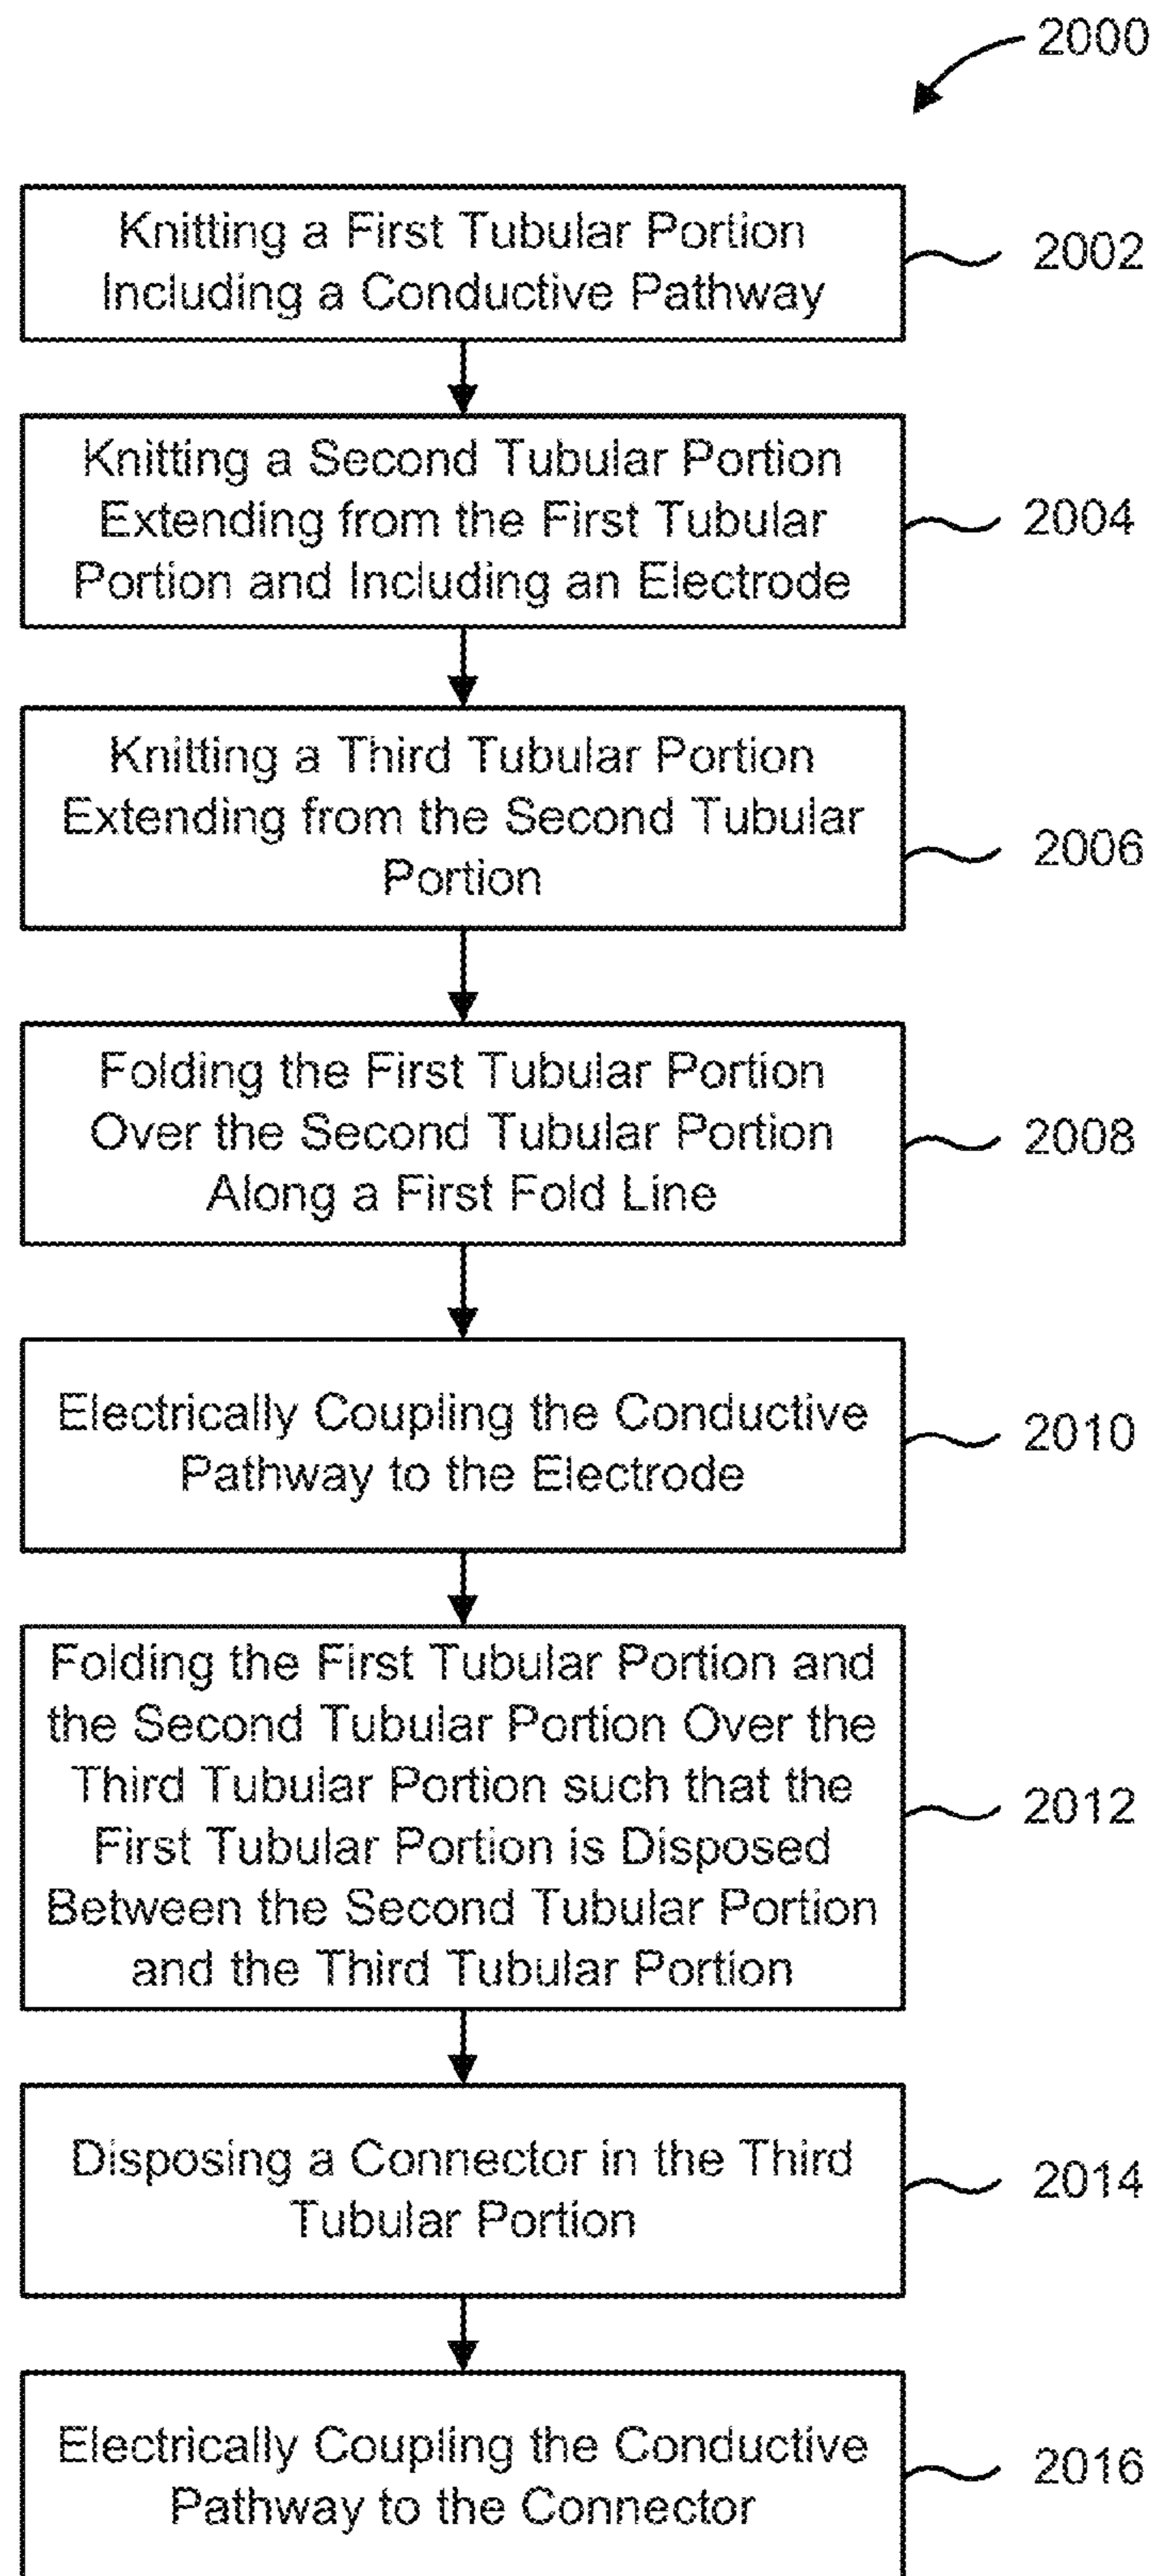 2000
Knitting a First Tubular Portion
Including a Conductive Pathway
2002
Knitting a Second Tubular Portion
Extending from the First Tubular
Portion and Including an Electrode
2004
Knitting a Third Tubular Portion
Extending from the Second Tubular
Portion
2006
Folding the First Tubular Portion
Over the Second Tubular Portion
Along a First Fold Line
2008
Electrically Coupling the Conductive
Pathway to the Electrode
2010
Folding the First Tubular Portion and
the Second Tubular Portion Over the
Third Tubular Portion such that the
First Tubular Portion is Disposed
Between the Second Tubular Portion
and the Third Tubular Portion
2012
Disposing a Connector in the Third
Tubular Portion
2014
Electrically Coupling the Conductive
Pathway to the Connector
2016